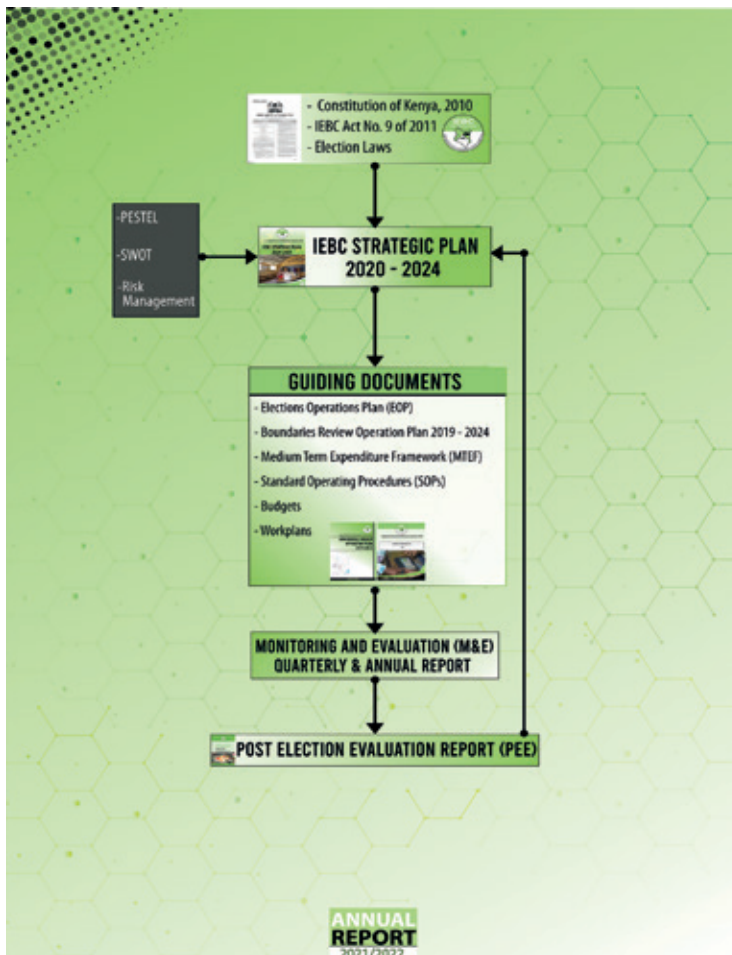 - Constitution of Kenya, 2010
- IEBC Act No. 9 of 2011
- Election Laws
-PESTEL
-SWOT
-Risk
Management
IEBC STRATEGIC PLAN
2020 - 2024
GUIDING DOCUMENTS
- Elections Operations Plan (EOP)
- Boundaries Review Operation Plan 2019 - 2024
- Medium Term Expenditure Framework (MTEF)
- Standard Operating Procedures (SOPs)
- Budgets
- Workplans
MONITORING AND EVALUATION (M&E)
QUARTERLY & ANNUAL REPORT
POST ELECTION EVALUATION REPORT (PEE)
ANNUAL
REPORT
2021/2022